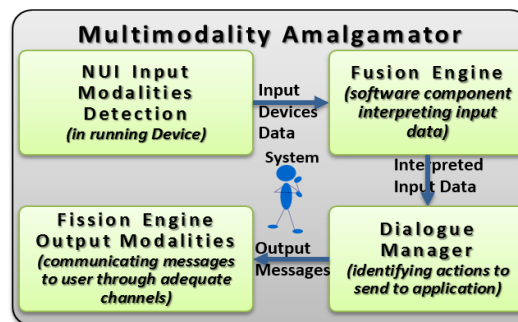 Multimodality Amalgamator
NUI Input
Modalities
Detection
(in running Device)
Input
Devices
Data
Fusion Engine
(software component
interpreting input
data)
System
Interpreted
Input Data
Fission Engine
Output Modalities
(communicating messages
to user through adequate
channels)
Output
Messages
Dialogue
Manager
(identifying actions to
send to application)